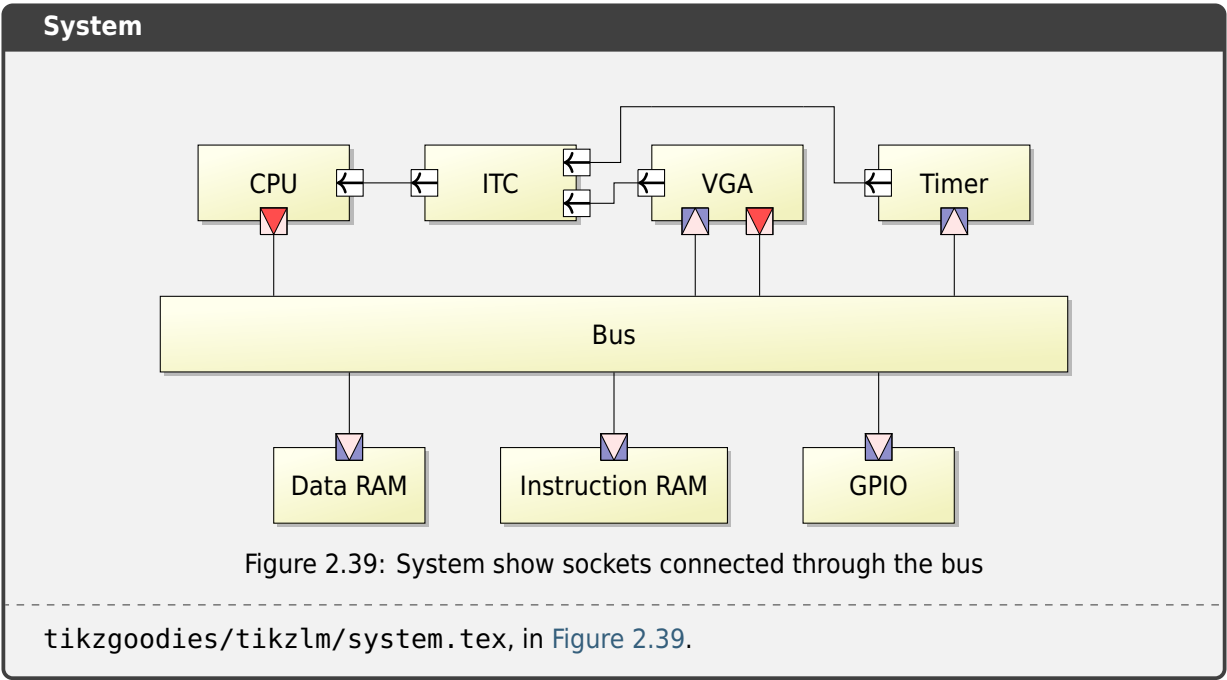 System
CPU
ITC
VGA
Timer
Bus
Data RAM
Instruction RAM
GPIO
Figure 2.39: System show sockets connected through the bus
tikzgoodies/tikzlm/system.tex, in Figure 2.39.